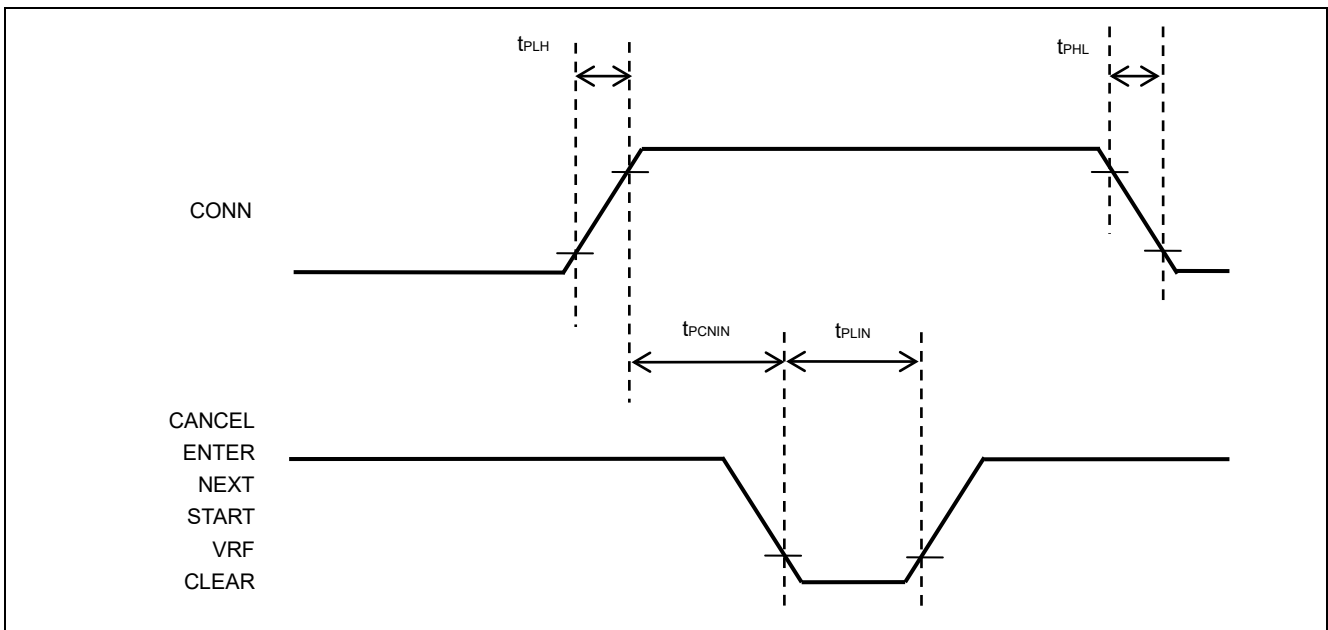 tPLH
tPHL
CONN
tPCNIN
tPLIN
CANCEL
ENTER
NEXT
START
VRF
CLEAR